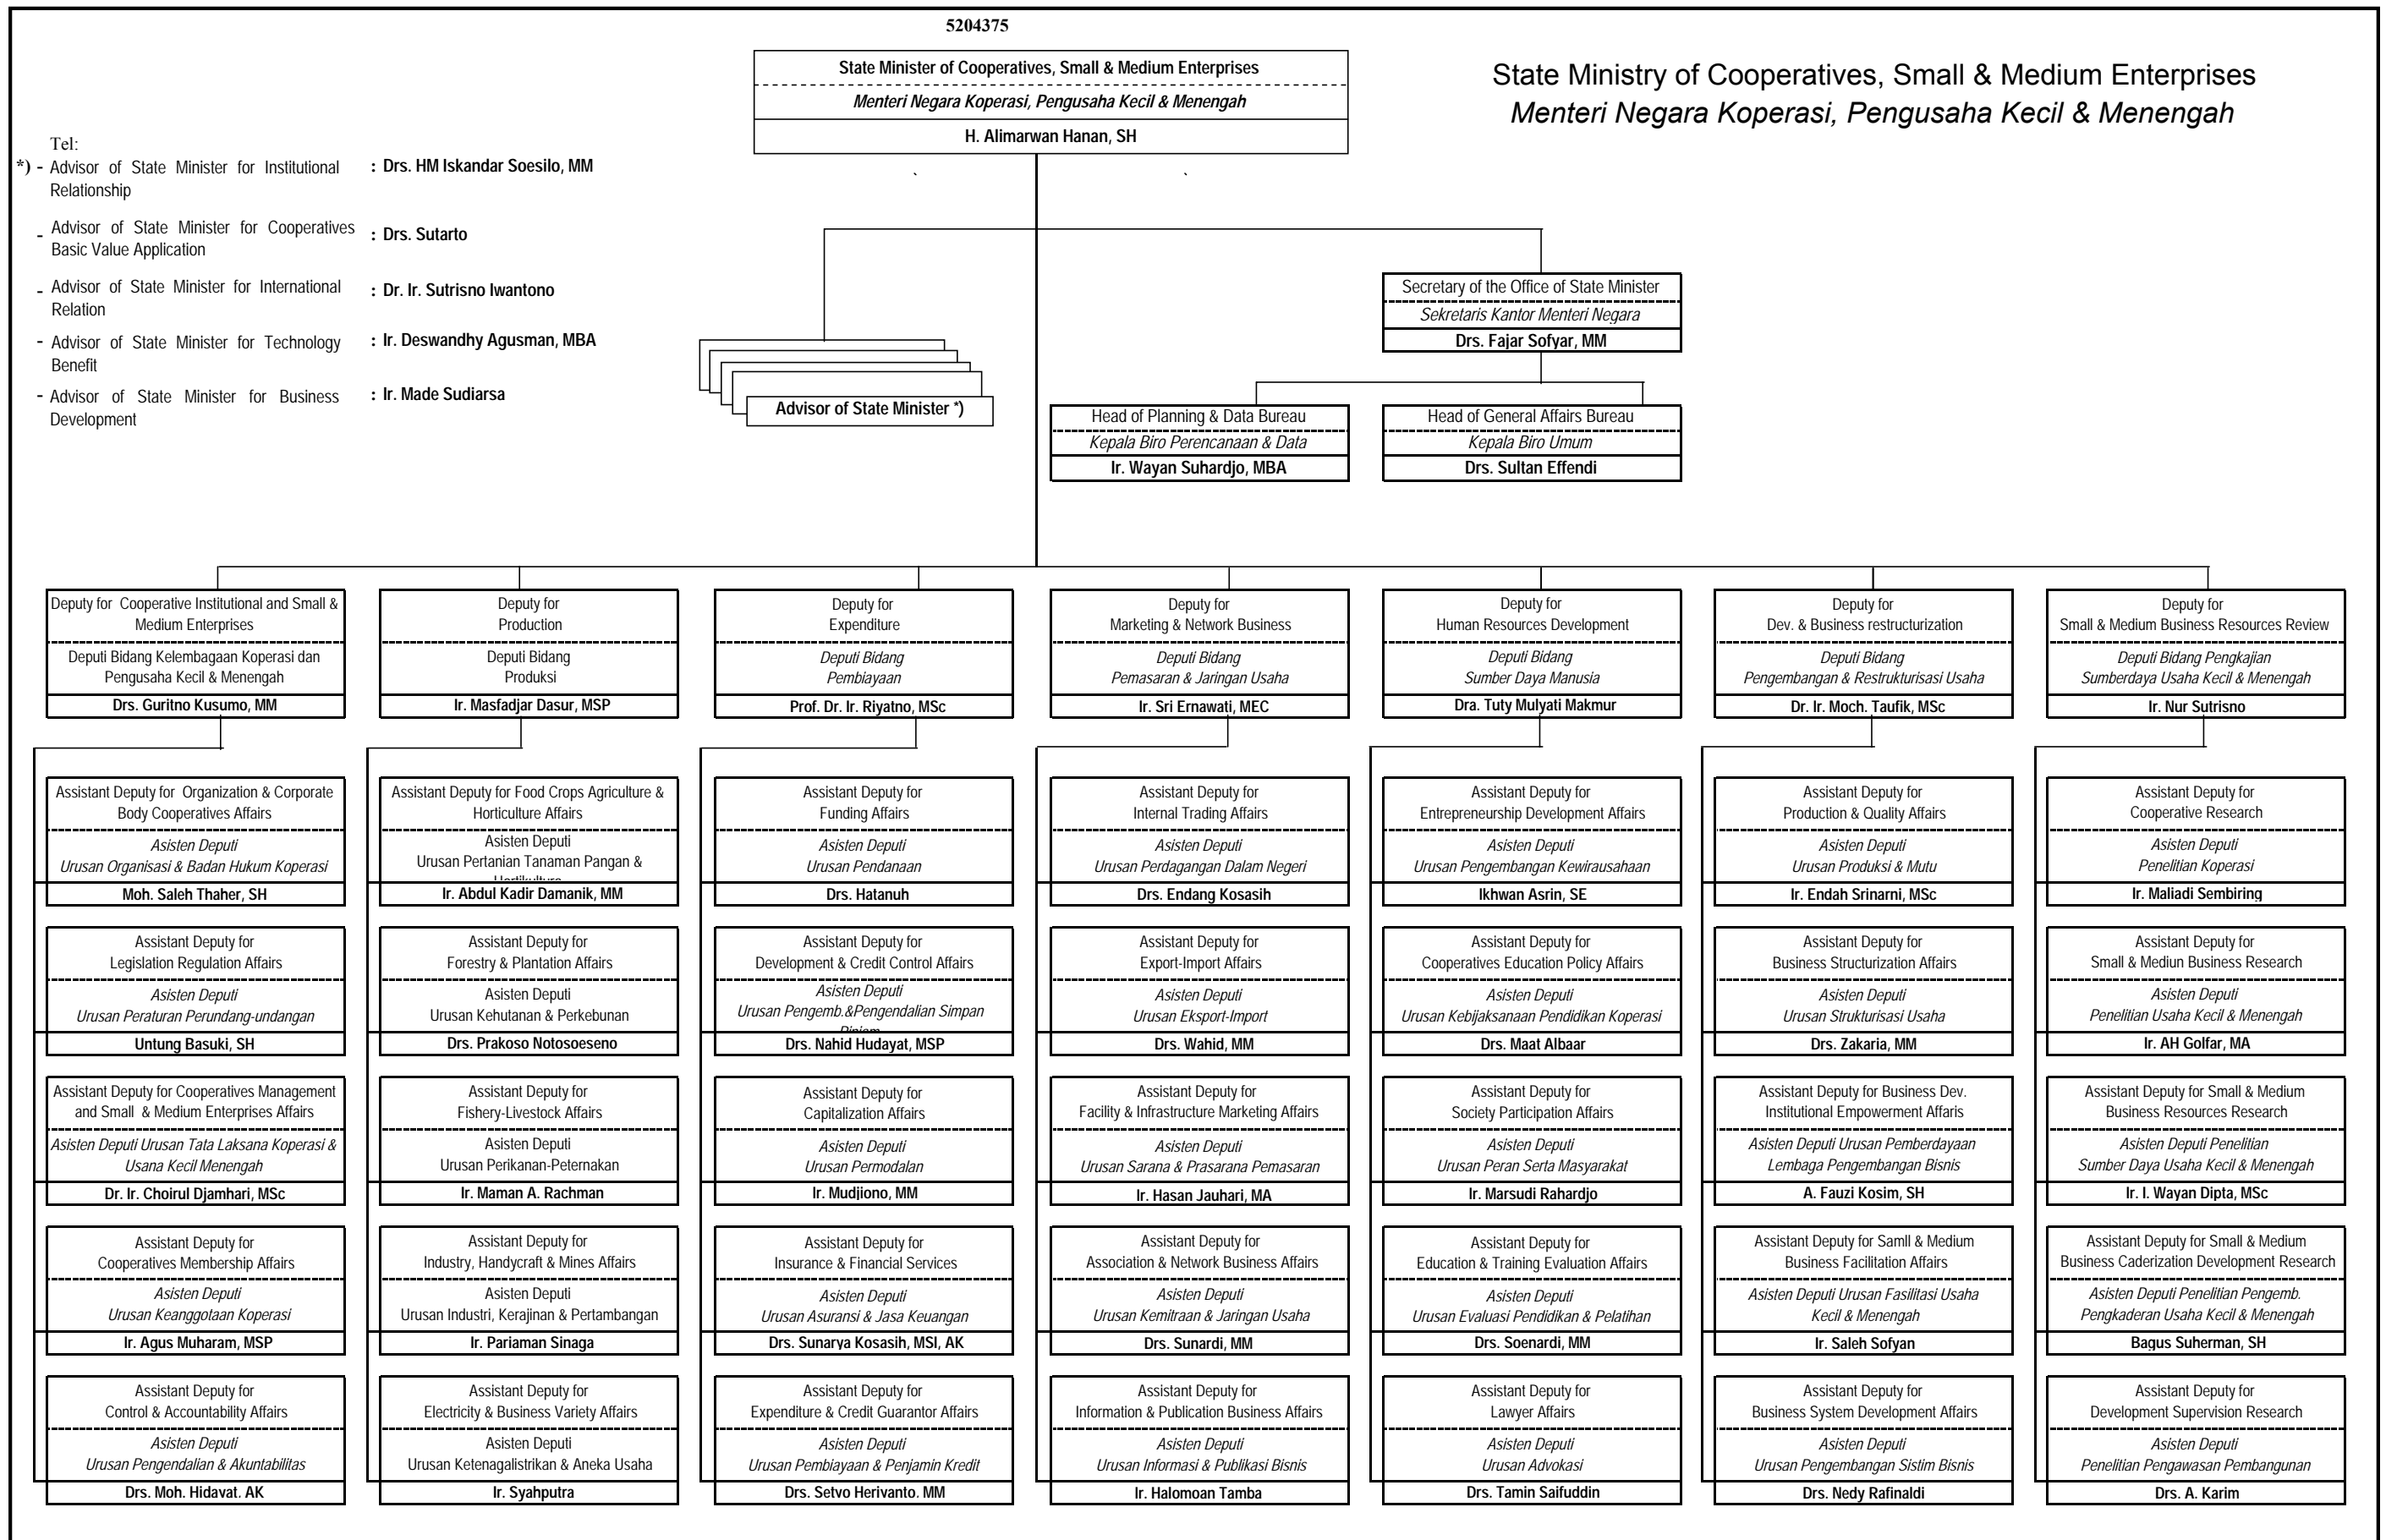 5204375
State Minister of Cooperatives, Small & Medium Enterprises
Menteri Negara Koperasi, Pengusaha Kecil & Menengah
H. Alimarwan Hanan, SH
State Ministry of Cooperatives, Small & Medium Enterprises
Menteri Negara Koperasi, Pengusaha Kecil & Menengah
Tel:
*) - Advisor of State Minister for Institutional
Relationship
: Drs. HM Iskandar Soesilo, MM
- Advisor of State Minister for Cooperatives
Basic Value Application
: Drs. Sutarto
- Advisor of State Minister for International
Relation
: Dr. Ir. Sutrisno Iwantono
- Advisor of State Minister for Technology
Benefit
: Ir. Deswandhy Agusman, MBA
- Advisor of State Minister for Business
Development
: Ir. Made Sudiarsa
Advisor of State Minister *)
Secretary of the Office of State Minister
Sekretaris Kantor Menteri Negara
Drs. Fajar Sofyar, MM
Head of Planning & Data Bureau
Kepala Biro Perencanaan & Data
Ir. Wayan Suhardjo, MBA
Head of General Affairs Bureau
Kepala Biro Umum
Drs. Sultan Effendi
Deputy for Cooperative Institutional and Small &
Medium Enterprises
Deputi Bidang Kelembagaan Koperasi dan
Pengusaha Kecil & Menengah
Drs. Guritno Kusumo, MM
Deputy for
Production
Deputi Bidang
Produksi
Ir. Masfadjar Dasur, MSP
Deputy for
Expenditure
Deputi Bidang
Pembiayaan
Prof. Dr. Ir. Riyatno, MSc
Deputy for
Marketing & Network Business
Deputi Bidang
Pemasaran & Jaringan Usaha
Ir. Sri Ernawati, MEC
Deputy for
Human Resources Development
Deputi Bidang
Sumber Daya Manusia
Dra. Tuty Mulyati Makmur
Deputy for
Dev. & Business restructurization
Deputi Bidang
Pengembangan & Restrukturisasi Usaha
Dr. Ir. Moch. Taufik, MSc
Deputy for
Small & Medium Business Resources Review
Deputi Bidang Pengkajian
Sumberdaya Usaha Kecil & Menengah
Ir. Nur Sutrisno
Assistant Deputy for Organization & Corporate
Body Cooperatives Affairs
Asisten Deputi
Urusan Organisasi & Badan Hukum Koperasi
Moh. Saleh Thaher, SH
Assistant Deputy for Food Crops Agriculture &
Horticulture Affairs
Asisten Deputi
Urusan Pertanian Tanaman Pangan &
Ir. Abdul Kadir Damanik, MM
Assistant Deputy for
Funding Affairs
Asisten Deputi
Urusan Pendanaan
Drs. Hatanuh
Assistant Deputy for
Internal Trading Affairs
Asisten Deputi
Urusan Perdagangan Dalam Negeri
Drs. Endang Kosasih
Assistant Deputy for
Entrepreneurship Development Affairs
Asisten Deputi
Urusan Pengembangan Kewirausahaan
Ikhwan Asrin, SE
Assistant Deputy for
Production & Quality Affairs
Asisten Deputi
Urusan Produksi & Mutu
Ir. Endah Srinarni, MSc
Assistant Deputy for
Cooperative Research
Asisten Deputi
Penelitian Koperasi
Ir. Maliadi Sembiring
Assistant Deputy for
Legislation Regulation Affairs
Asisten Deputi
Urusan Peraturan Perundang-undangan
Untung Basuki, SH
Assistant Deputy for
Forestry & Plantation Affairs
Asisten Deputi
Urusan Kehutanan & Perkebunan
Drs. Prakoso Notosoeseno
Assistant Deputy for
Development & Credit Control Affairs
Asisten Deputi
Urusan Pengemb.&Pengendalian Simpan
Drs. Nahid Hudayat, MSP
Assistant Deputy for
Export-Import Affairs
Asisten Deputi
Urusan Eksport-Import
Drs. Wahid, MM
Assistant Deputy for
Cooperatives Education Policy Affairs
Asisten Deputi
Urusan Kebijaksanaan Pendidikan Koperasi
Drs. Maat Albaar
Assistant Deputy for
Business Structurization Affairs
Asisten Deputi
Urusan Strukturisasi Usaha
Drs. Zakaria, MM
Assistant Deputy for
Small & Mediun Business Research
Asisten Deputi
Penelitian Usaha Kecil & Menengah
Ir. AH Golfar, MA
Assistant Deputy for Cooperatives Management
and Small & Medium Enterprises Affairs
Asisten Deputi Urusan Tata Laksana Koperasi &
Usana Kecil Menengah
Dr. Ir. Choirul Djamhari, MSc
Assistant Deputy for
Fishery-Livestock Affairs
Asisten Deputi
Urusan Perikanan-Peternakan
Ir. Maman A. Rachman
Assistant Deputy for
Capitalization Affairs
Asisten Deputi
Urusan Permodalan
Ir. Mudjiono, MM
Assistant Deputy for
Facility & Infrastructure Marketing Affairs
Asisten Deputi
Urusan Sarana & Prasarana Pemasaran
Ir. Hasan Jauhari, MA
Assistant Deputy for
Society Participation Affairs
Asisten Deputi
Urusan Peran Serta Masyarakat
Ir. Marsudi Rahardjo
Assistant Deputy for Business Dev.
Institutional Empowerment Affaris
Asisten Deputi Urusan Pemberdayaan
Lembaga Pengembangan Bisnis
A. Fauzi Kosim, SH
Assistant Deputy for Small & Medium
Business Resources Research
Asisten Deputi Penelitian
Sumber Daya Usaha Kecil & Menengah
Ir. I. Wayan Dipta, MSc
Assistant Deputy for
Cooperatives Membership Affairs
Asisten Deputi
Urusan Keanggotaan Koperasi
Ir. Agus Muharam, MSP
Assistant Deputy for
Industry, Handycraft & Mines Affairs
Asisten Deputi
Urusan Industri, Kerajinan & Pertambangan
Ir. Pariaman Sinaga
Assistant Deputy for
Insurance & Financial Services
Asisten Deputi
Urusan Asuransi & Jasa Keuangan
Drs. Sunarya Kosasih, MSI, AK
Assistant Deputy for
Association & Network Business Affairs
Asisten Deputi
Urusan Kemitraan & Jaringan Usaha
Drs. Sunardi, MM
Assistant Deputy for
Education & Training Evaluation Affairs
Asisten Deputi
Urusan Evaluasi Pendidikan & Pelatihan
Drs. Soenardi, MM
Assistant Deputy for Samll & Medium
Business Facilitation Affairs
Asisten Deputi Urusan Fasilitasi Usaha
Kecil & Menengah
Ir. Saleh Sofyan
Assistant Deputy for Small & Medium
Business Caderization Development Research
Asisten Deputi Penelitian Pengemb.
Pengkaderan Usaha Kecil & Menengah
Bagus Suherman, SH
Assistant Deputy for
Control & Accountability Affairs
Asisten Deputi
Urusan Pengendalian & Akuntabilitas
Drs. Moh. Hidayat. AK
Assistant Deputy for
Electricity & Business Variety Affairs
Asisten Deputi
Urusan Ketenagalistrikan & Aneka Usaha
Ir. Syahputra
Assistant Deputy for
Expenditure & Credit Guarantor Affairs
Asisten Deputi
Urusan Pembiayaan & Penjamin Kredit
Drs. Setyo Heriyanto. MM
Assistant Deputy for
Information & Publication Business Affairs
Asisten Deputi
Urusan Informasi & Publikasi Bisnis
Ir. Halomoan Tamba
Assistant Deputy for
Lawyer Affairs
Asisten Deputi
Urusan Advokasi
Drs. Tamin Saifuddin
Assistant Deputy for
Business System Development Affairs
Asisten Deputi
Urusan Pengembangan Sistim Bisnis
Drs. Nedy Rafinaldi
Assistant Deputy for
Development Supervision Research
Asisten Deputi
Penelitian Pengawasan Pembangunan
Drs. A. Karim